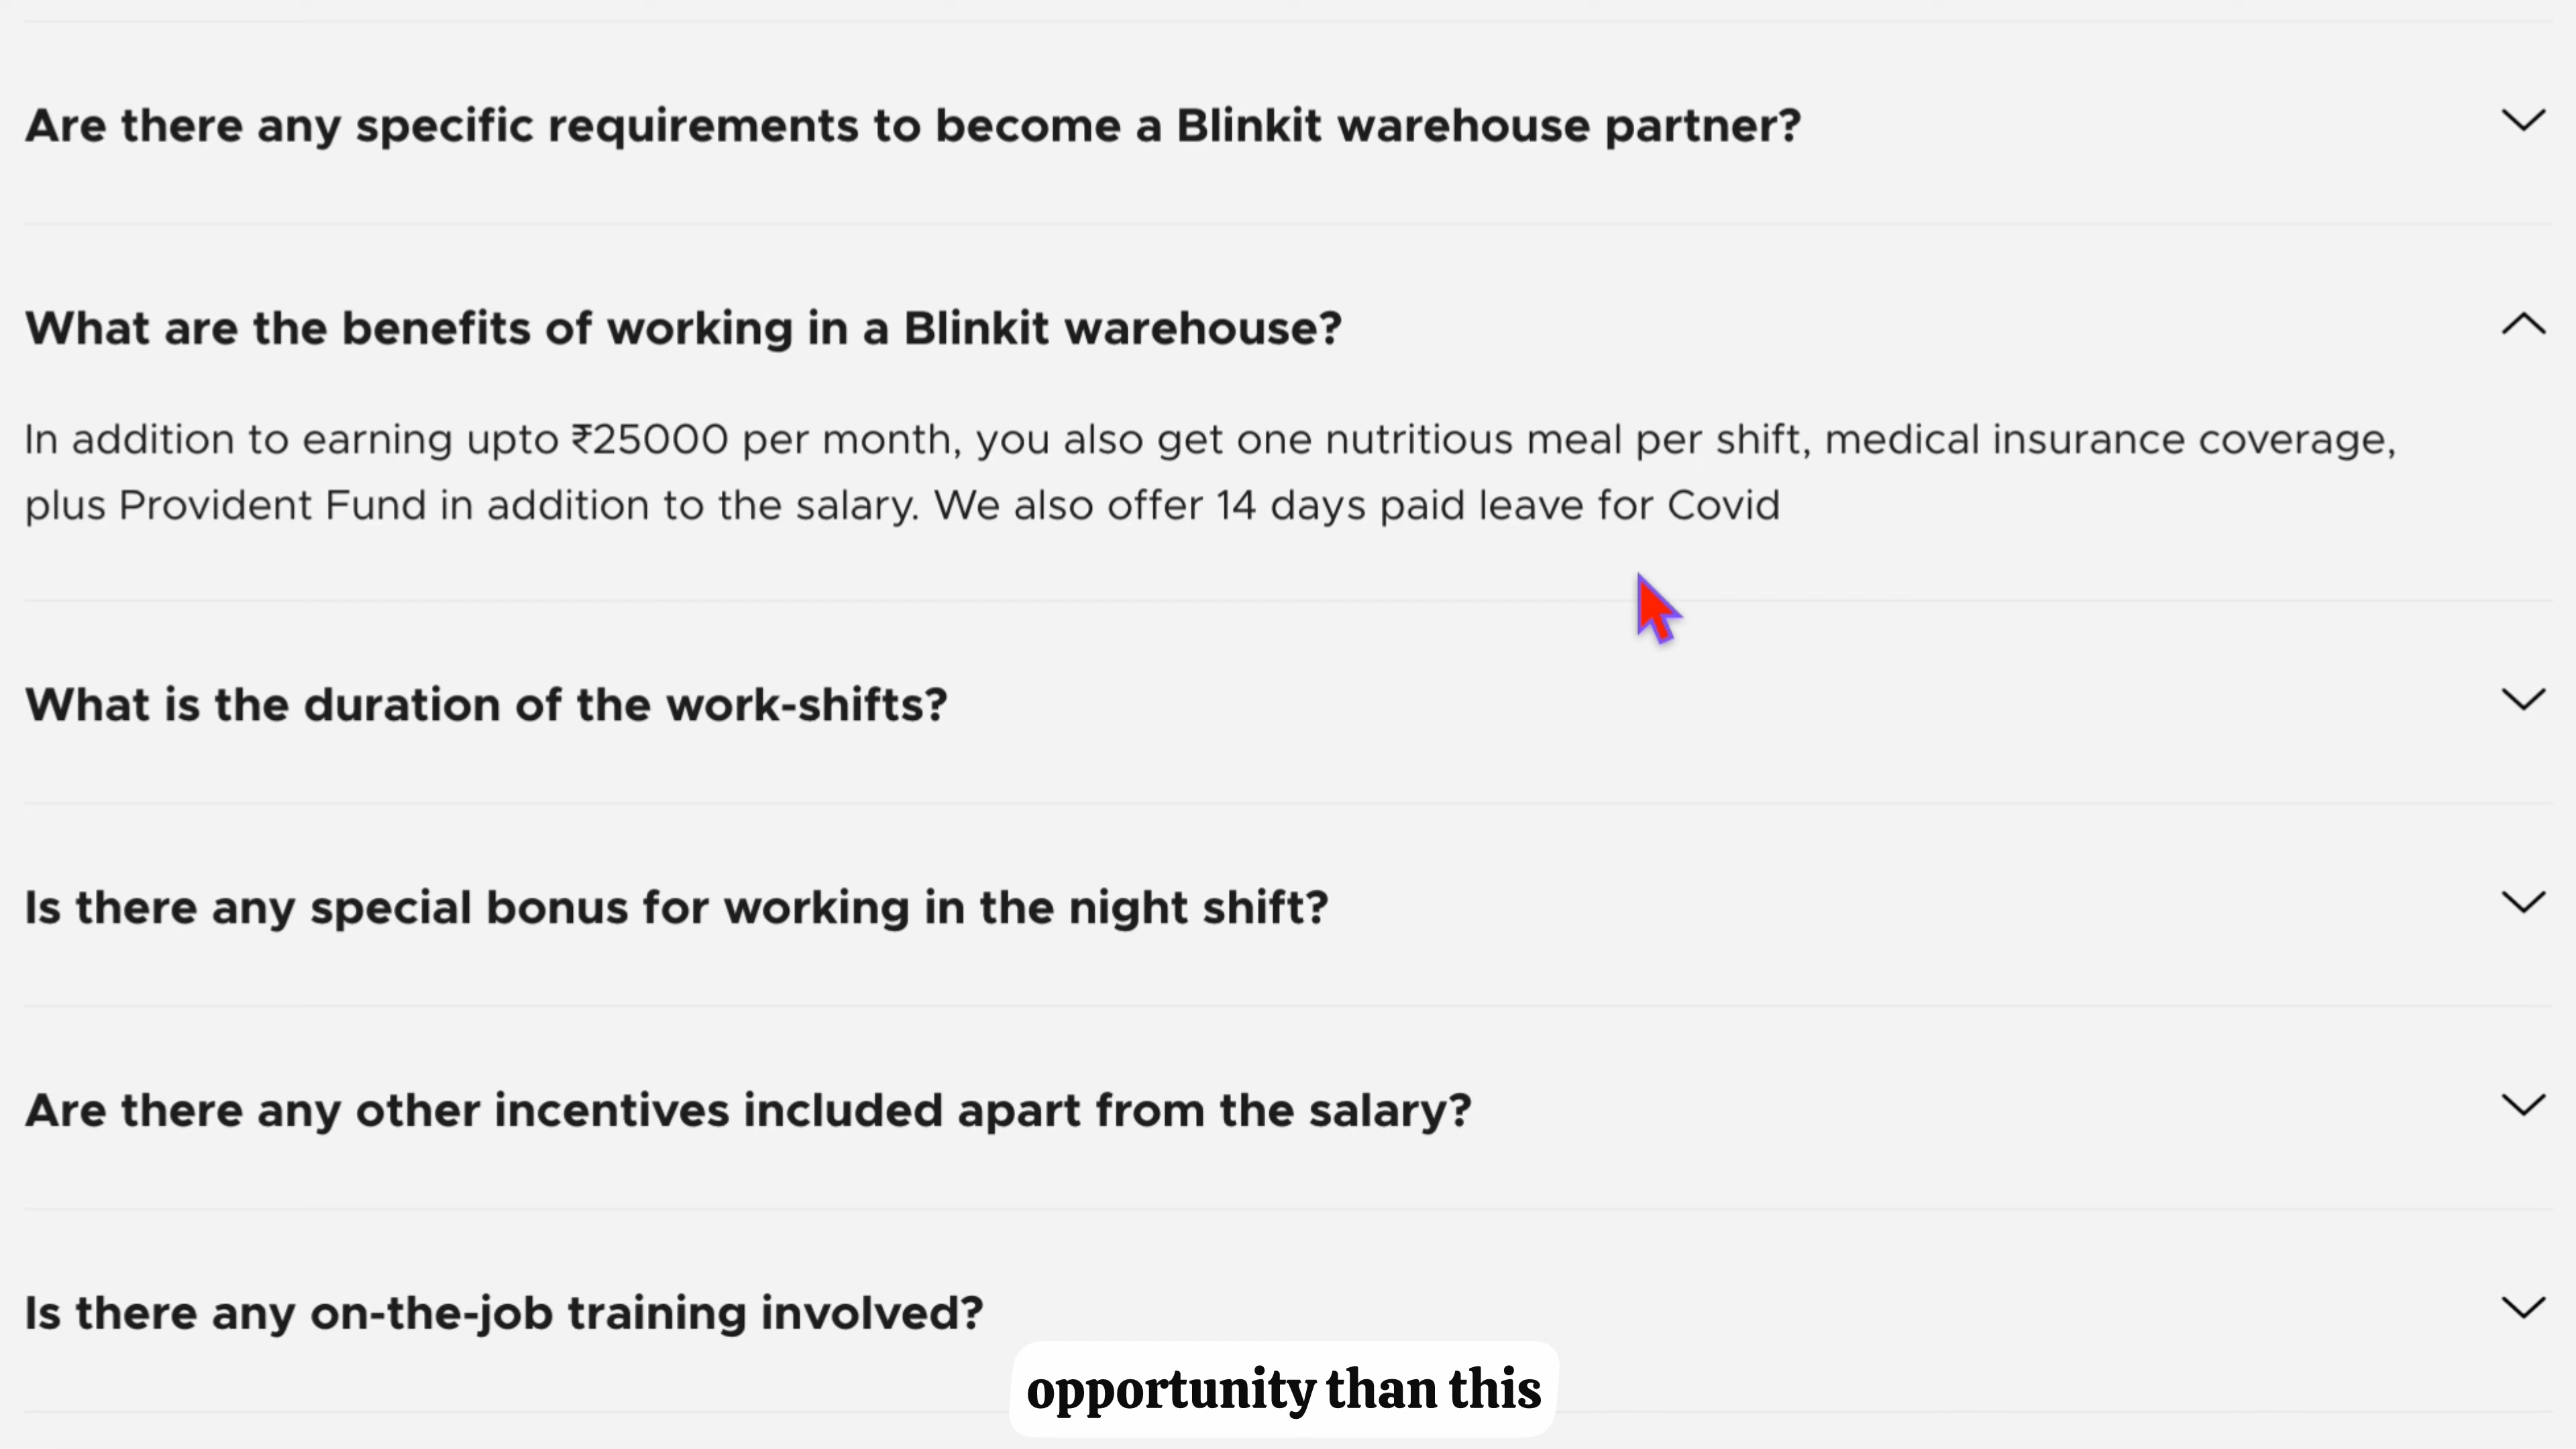 Are there any specific requirements to become a Blinkit warehouse partner?
What are the benefits of working in a Blinkit warehouse?
In addition to earning upto ₹25000 per month, you also get one nutritious meal per shift, medical insurance coverage,
plus Provident Fund in addition to the salary. We also offer 14 days paid leave for Covid
What is the duration of the work-shifts?
Is there any special bonus for working in the night shift?
Are there any other incentives included apart from the salary?
Is there any on-the-job training involved?
opportunity than this